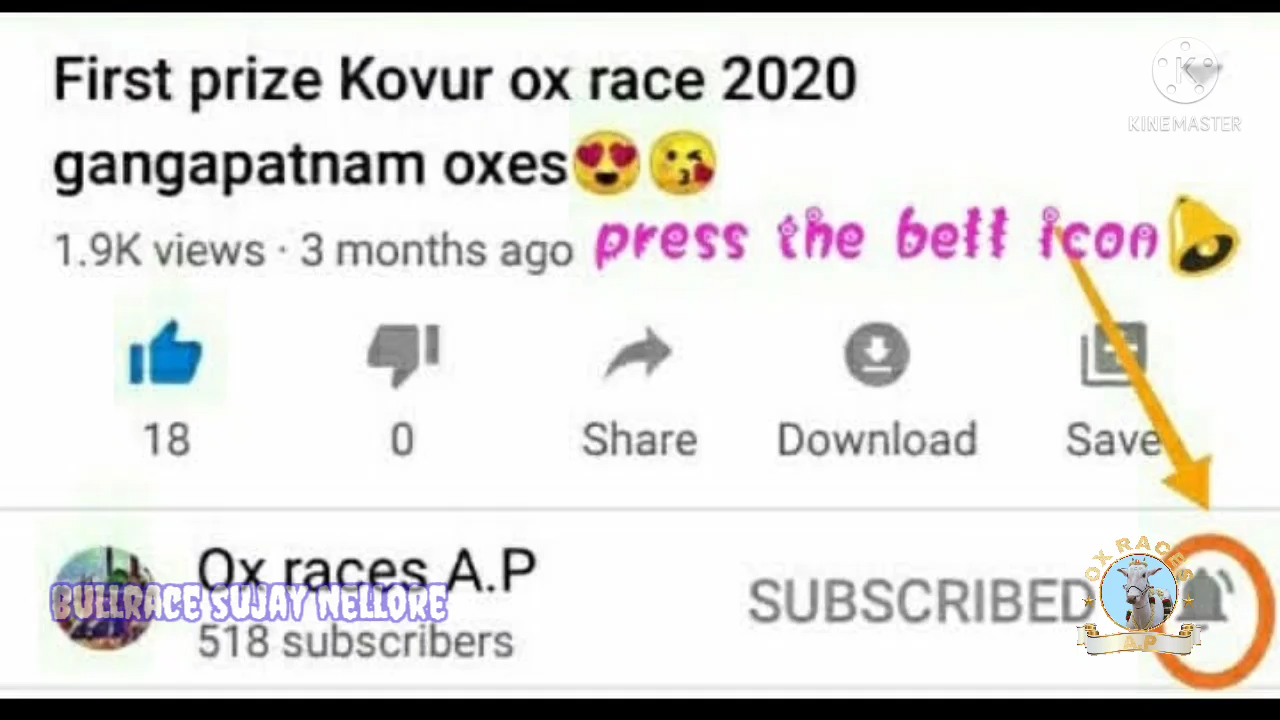 First prize Kovur ox race 2020
gangapatnam oxes😍😘
KINEMASTER
1.9K views · 3 months ago
press the bell icon🔔
18
0
Share
Download
Save
Ox races A.P
BULLRACE SUJAY NELLORE
518 subscribers
SUBSCRIBED
OX RACES
A.P